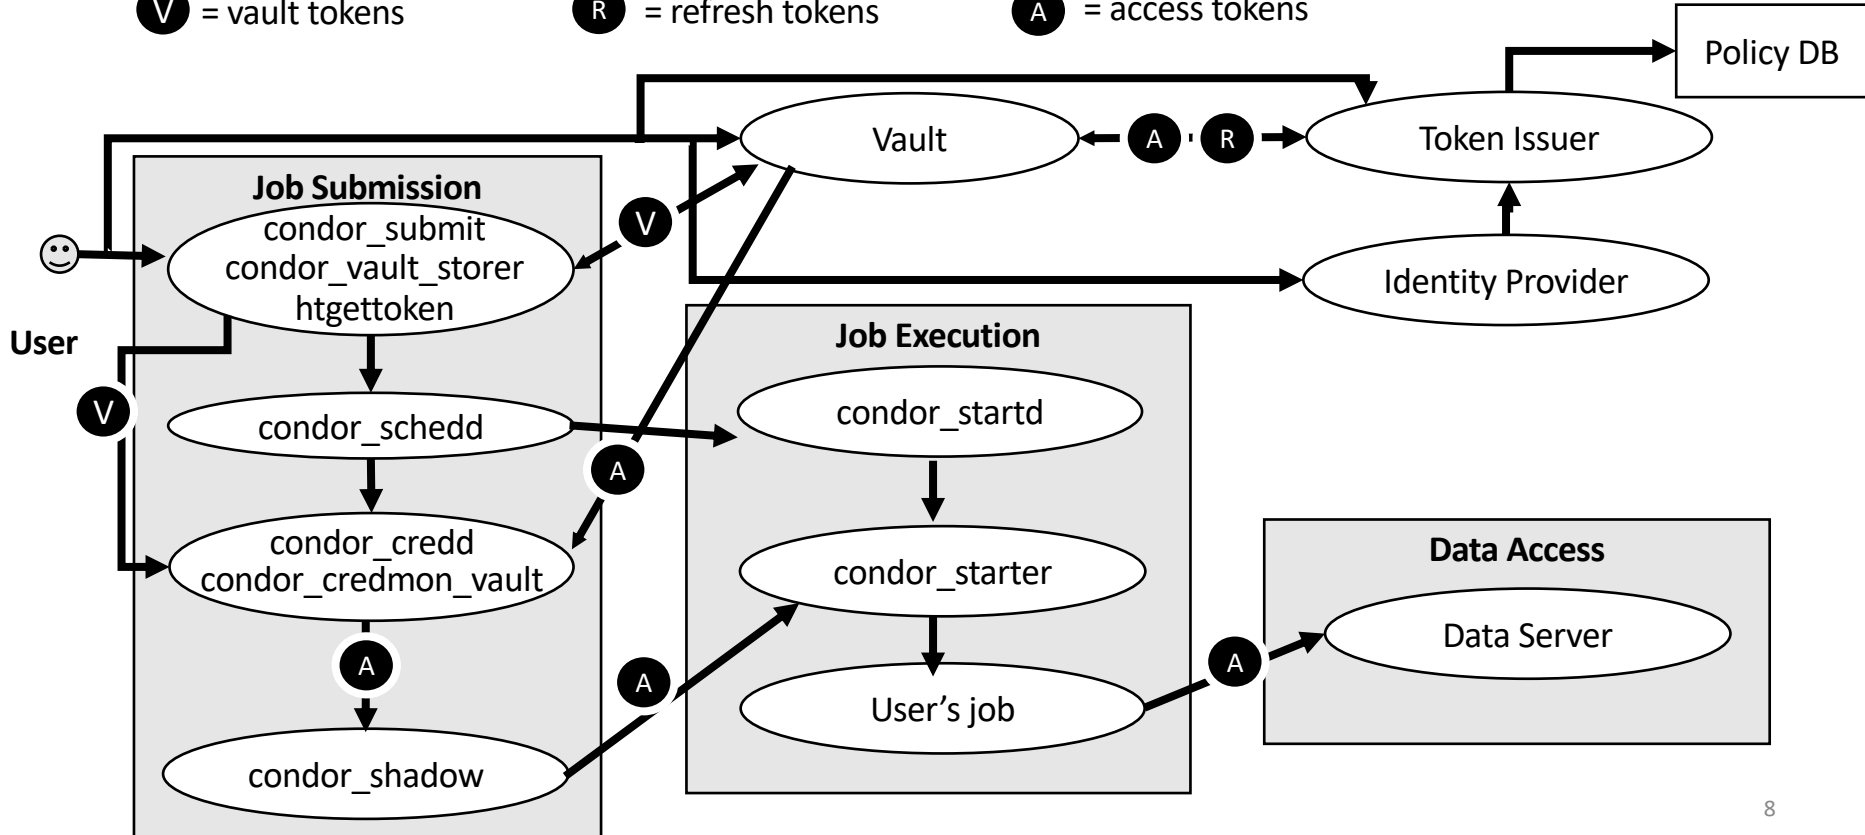 V = vault tokens
R = refresh tokens
A = access tokens
Policy DB
Vault
A
R
Token Issuer
Job Submission
condor_submit
condor_vault_storer
htgettoken
V
Identity Provider
User
Job Execution
V
condor_schedd
condor_startd
A
condor_credd
condor_credmon_vault
condor_starter
Data Access
Data Server
A
A
A
User’s job
condor_shadow
8